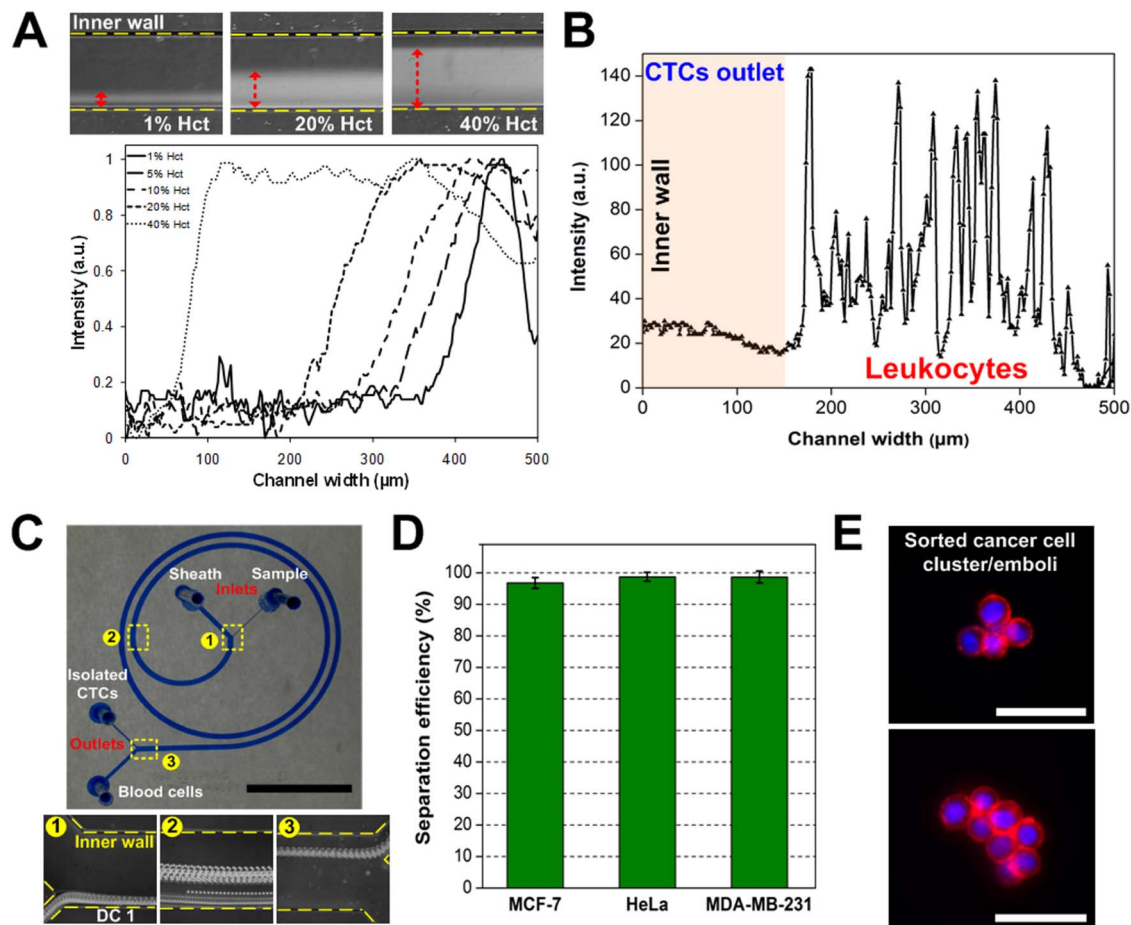 A
Inner wall
1% Hct
20% Hct
40% Hct
1% Hct
5% Hct
10% Hct
20% Hct
40% Hct
Intensity (a.u.)
1
0.8
0.6
0.4
0.2
0
0 100 200 300 400 500
Channel width (µm)
B
CTCs outlet
Inner wall
Leukocytes
Intensity (a.u.)
140
120
100
80
60
40
20
0
0 100 200 300 400 500
Channel width (µm)
C
Sheath
Sample
Inlets
1
2
Isolated
CTCs
Outlets
3
Blood cells
1
Inner wall
DC 1
2
3
D
Separation efficiency (%)
100
90
80
70
60
50
40
30
20
10
0
MCF-7 HeLa MDA-MB-231
E
Sorted cancer cell
cluster/emboli